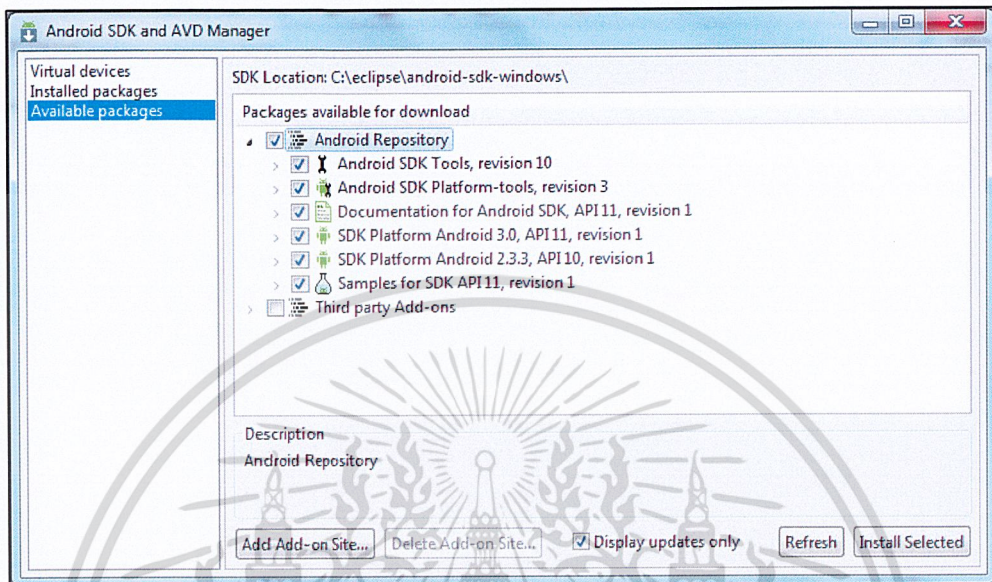 Android SDK and AVD Manager
Virtual devices
Installed packages
Available packages
SDK Location: C:\eclipse\android-sdk-windows\
Packages available for download
Android Repository
Android SDK Tools, revision 10
Android SDK Platform-tools, revision 3
Documentation for Android SDK, API 11, revision 1
SDK Platform Android 3.0, API 11, revision 1
SDK Platform Android 2.3.3, API 10, revision 1
Samples for SDK API 11, revision 1
Third party Add-ons
Description
Android Repository
Add Add-on Site...
Delete Add-on Site...
Display updates only
Refresh
Install Selected